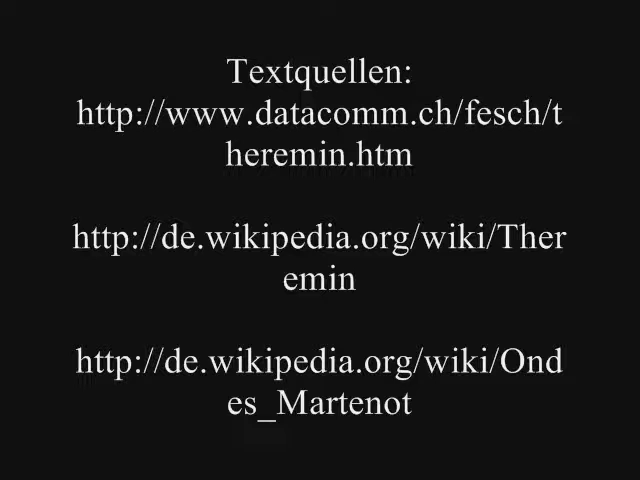 Textquellen:
http://www.datacomm.ch/fesch/t
heremin.htm
http://de.wikipedia.org/wiki/Ther
emin
http://de.wikipedia.org/wiki/Ond
es_Martenot